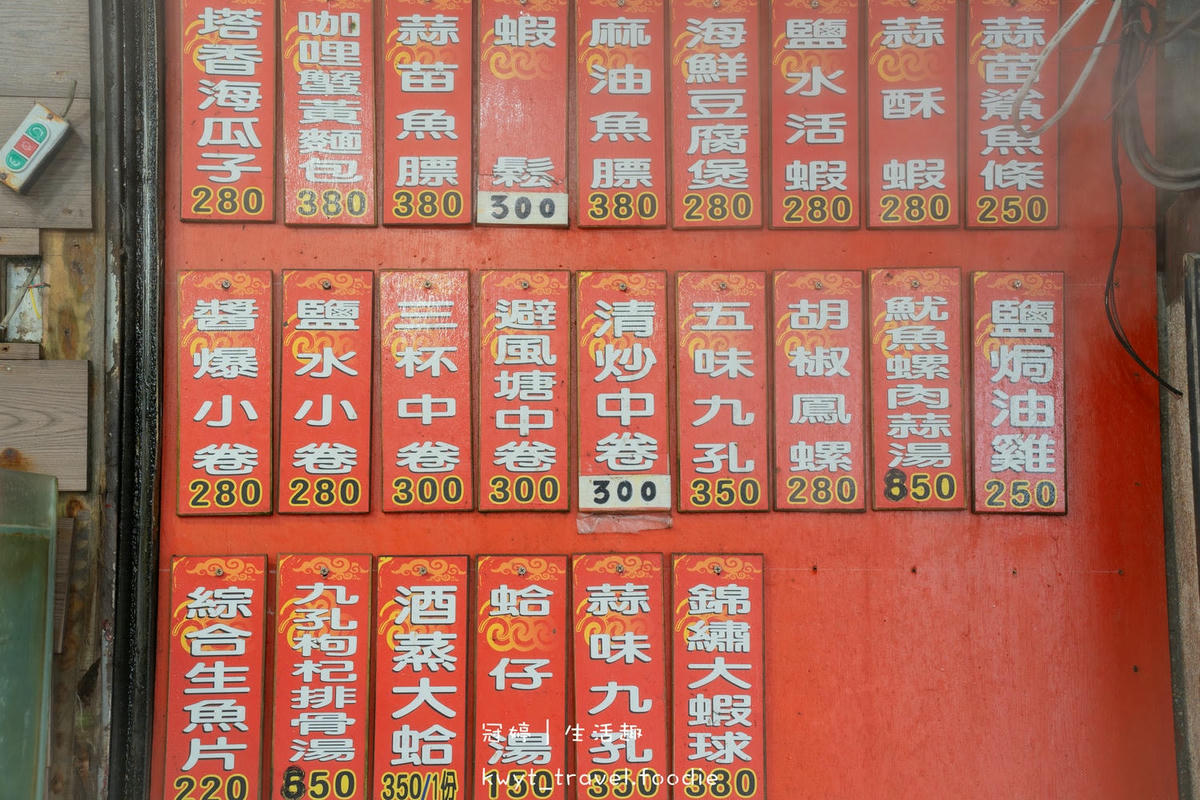 塔香海瓜子
280
咖哩蟹黃麵包
380
蒜苗魚膘
380
蝦鬆
300
麻油魚膘
380
海鮮豆腐煲
280
鹽水活蝦
280
蒜酥蝦
280
蒜苗鯊魚條
250
醬爆小卷
280
鹽水小卷
280
三杯中卷
300
避風塘中卷
300
清炒中卷
300
五味九孔
350
胡椒鳳螺
280
魷魚螺肉蒜湯
850
鹽焗油雞
250
綜合生魚片
220
九孔枸杞排骨湯
650
酒蒸大蛤
350/1份
蛤仔湯
150
蒜味九孔
350
錦繡大蝦球
380
冠婷|生活趣
kwyt_travel.foodie